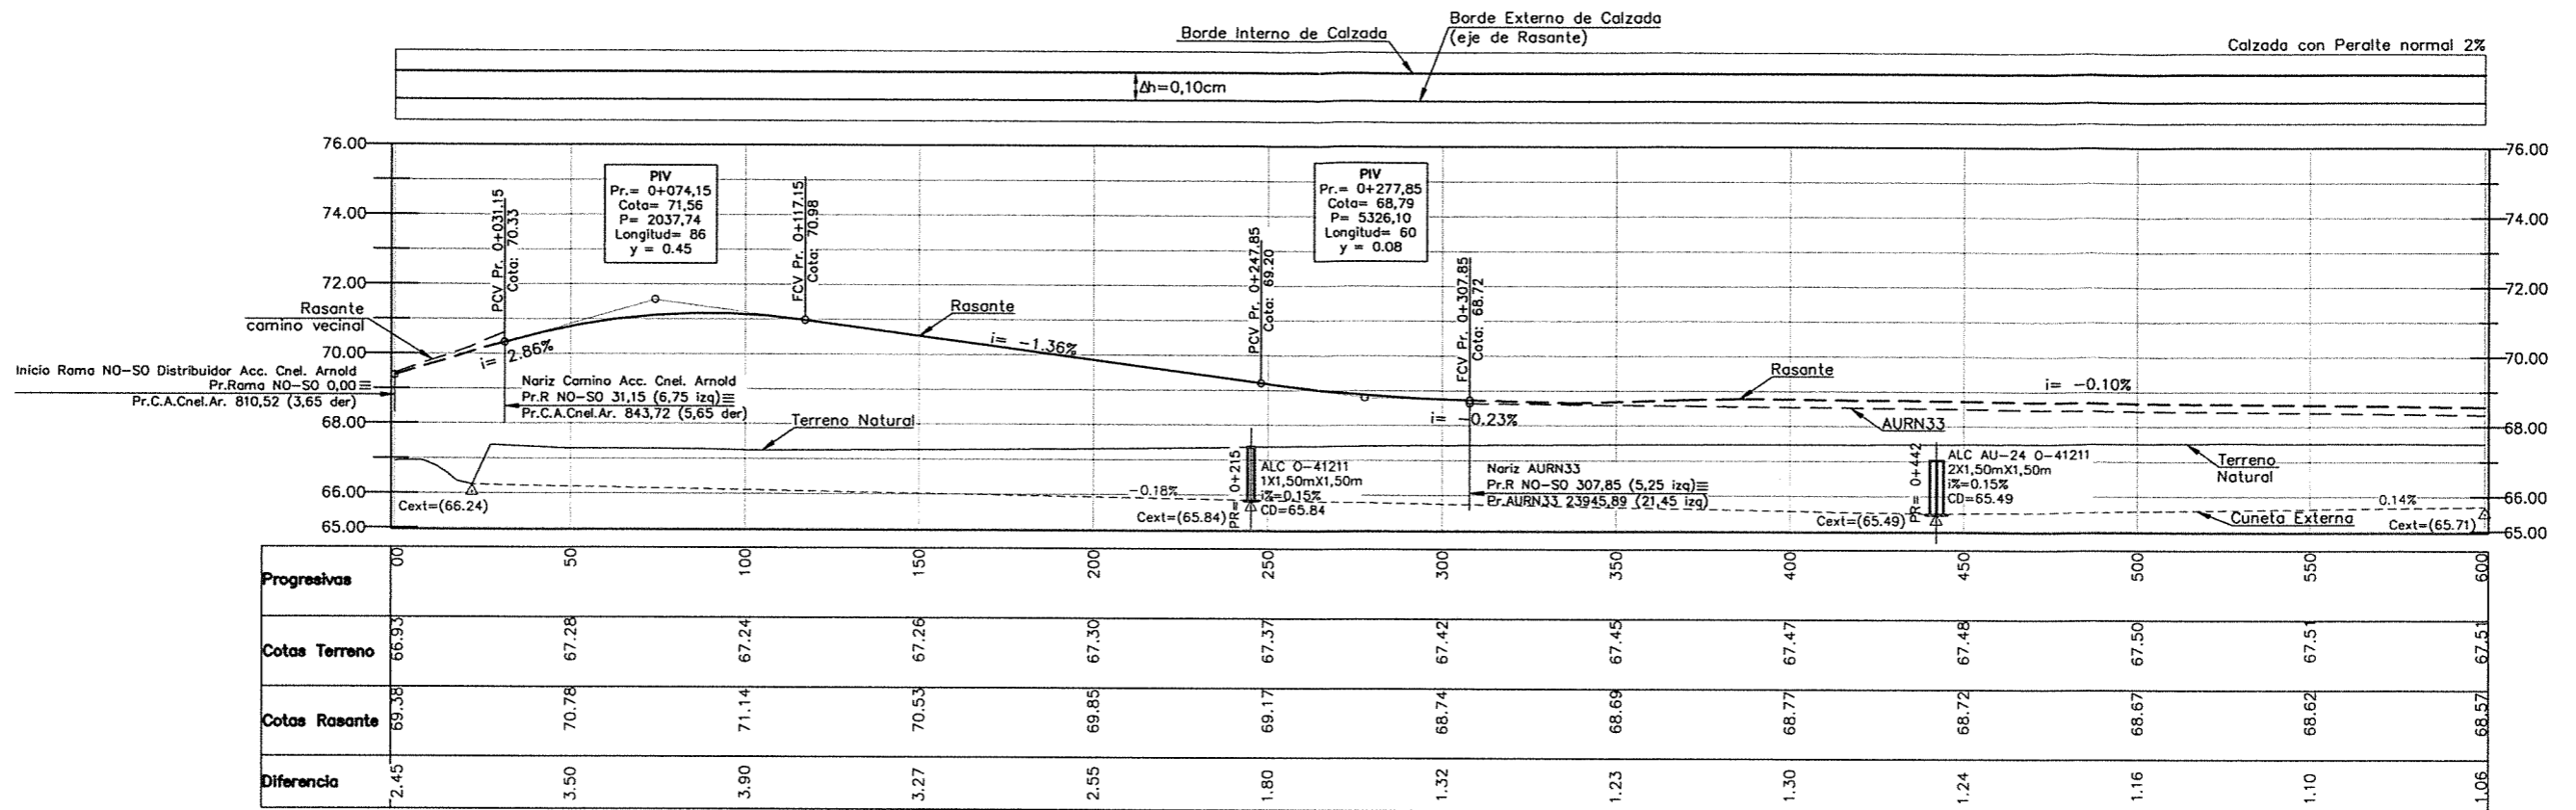 Borde Interno de Calzada
Borde Externo de Calzada
(eje de Rasante)
Calzada con Peralte normal 2%
Δh=0,10cm
76.00
74.00
72.00
70.00
68.00
66.00
65.00
76.00
74.00
72.00
70.00
68.00
66.00
65.00
PCV Pr. 0+031,15
Cota: 70.33
PIV
Pr.= 0+074,15
Cota= 71,56
P= 2037,74
Longitud= 86
y = 0.45
FCV Pr. 0+117.15
Cota: 70.98
PCV Pr. 0+247.85
Cota: 69.20
PIV
Pr.= 0+277,85
Cota= 68,79
P= 5326,10
Longitud= 60
y = 0.08
FCV Pr. 0+307.85
Cota: 68.72
Rasante
camino vecinal
i= 2.86%
Rasante
i= -1.36%
i= -0.23%
Rasante
i= -0.10%
AURN33
Inicio Rama NO-SO Distribuidor Acc. Cnel. Arnold
Pr.Rama NO-SO 0,00≡
Pr.C.A.Cnel.Ar. 810,52 (3,65 der)
Nariz Camino Acc. Cnel. Arnold
Pr.R NO-SO 31,15 (6,75 izq)≡
Pr.C.A.Cnel.Ar. 843,72 (5,65 der)
Terreno Natural
Cext=(66.24)
-0.18%
Cext=(65.84)
PR= 0+215
ALC O-41211
1X1,50mX1,50m
i%=0.15%
CD=65.84
Nariz AURN33
Pr.R NO-SO 307,85 (5,25 izq)≡
Pr.AURN33 23945,89 (21,45 izq)
Cext=(65.49)
PR= 0+442
ALC AU-24 O-41211
2X1,50mX1,50m
i%=0.15%
CD=65.49
Terreno
Natural
0.14%
Cuneta Externa
Cext=(65.71)
Progresivas 00 50 100 150 200 250 300 350 400 450 500 550 600
Cotas Terreno 66.93 67.28 67.24 67.26 67.30 67.37 67.42 67.45 67.47 67.48 67.50 67.51 67.51
Cotas Rasante 69.38 70.78 71.14 70.53 69.85 69.17 68.74 68.69 68.77 68.72 68.67 68.62 68.57
Diferencia 2.45 3.50 3.90 3.27 2.55 1.80 1.32 1.23 1.30 1.24 1.16 1.10 1.06